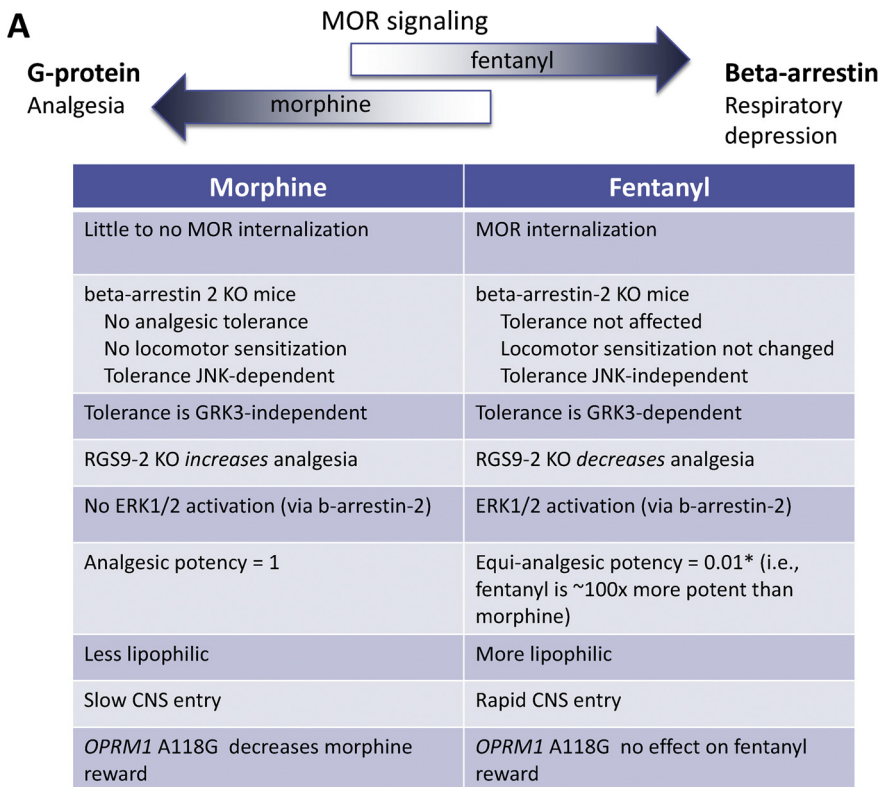 A
MOR signaling
fentanyl
G-protein
Analgesia
morphine
Beta-arrestin
Respiratory
depression
Morphine
Fentanyl
Little to no MOR internalization
MOR internalization
beta-arrestin 2 KO mice
No analgesic tolerance
No locomotor sensitization
Tolerance JNK-dependent
beta-arrestin-2 KO mice
Tolerance not affected
Locomotor sensitization not changed
Tolerance JNK-independent
Tolerance is GRK3-independent
Tolerance is GRK3-dependent
RGS9-2 KO increases analgesia
RGS9-2 KO decreases analgesia
No ERK1/2 activation (via b-arrestin-2)
ERK1/2 activation (via b-arrestin-2)
Analgesic potency = 1
Equi-analgesic potency = 0.01* (i.e.,
fentanyl is ~100x more potent than
morphine)
Less lipophilic
More lipophilic
Slow CNS entry
Rapid CNS entry
OPRM1 A118G decreases morphine
reward
OPRM1 A118G no effect on fentanyl
reward